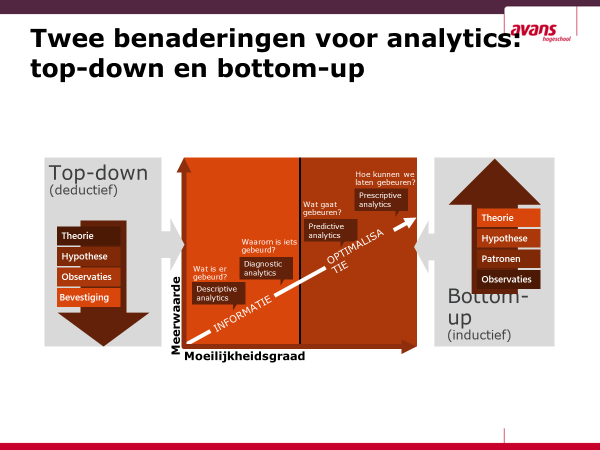 Twee benaderingen voor analytics:
top-down en bottom-up
avans
hogeschool
Top-down
(deductief)
Theorie
Hypothese
Observaties
Bevestiging
Meerwaarde
Moeilijkheidsgraad
Wat is er
gebeurd?
Descriptive
analytics
Waarom is iets
gebeurd?
Diagnostic
analytics
Wat gaat
gebeuren?
Predictive
analytics
Hoe kunnen we
laten gebeuren?
Prescriptive
analytics
INFORMATIE
OPTIMALISA
TIE
Theorie
Hypothese
Patronen
Observaties
Bottom-
up
(inductief)